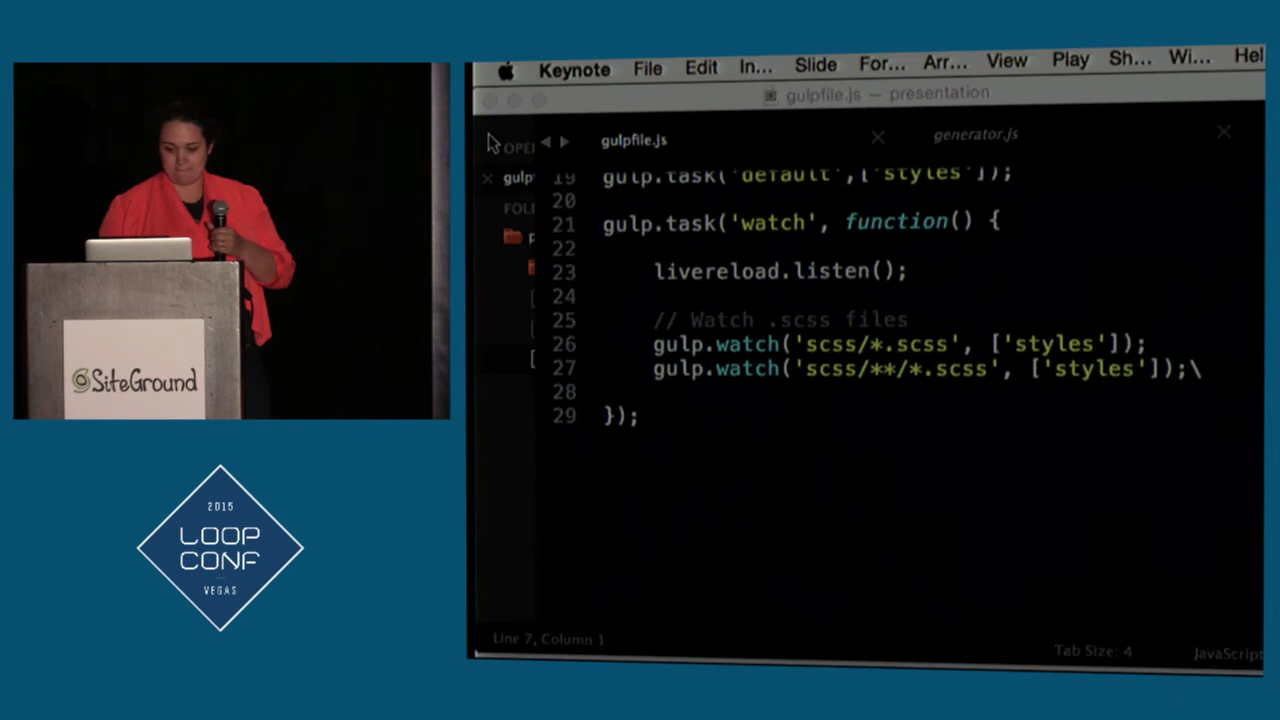 Keynote File Edit In... Slide For... Arr... View Play Sh... Wi... Hel
gulpfile.js — presentation
OPE
gulpfile.js
generator.js
gulp
19 gulp.task('default',['styles']);
20
FOL
21 gulp.task('watch', function() {
22
23 livereload.listen();
24
25 // Watch .scss files
26 gulp.watch('scss/*.scss', ['styles']);
27 gulp.watch('scss/**/*.scss', ['styles']);\
28
29 });
Line 7, Column 1
Tab Size: 4
JavaScript
SiteGround
2015
LOOP
CONF
VEGAS